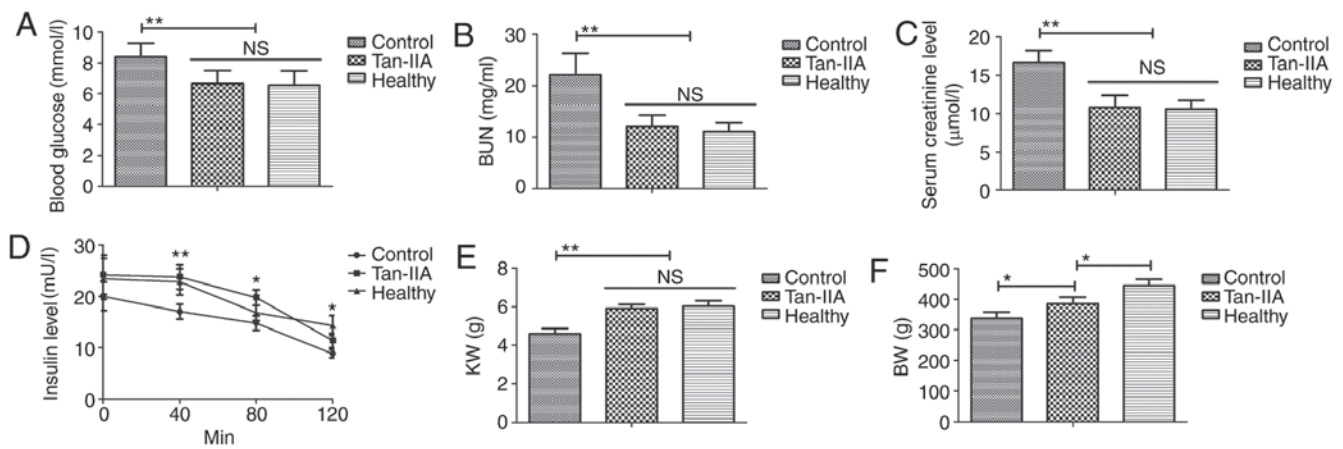 A
Blood glucose (mmol/l)
10
8
6
4
2
0
**
NS
Control
Tan-IIA
Healthy
B
BUN (mg/ml)
30
20
10
0
**
NS
Control
Tan-IIA
Healthy
C
Serum creatinine level
(μmol/l)
20
15
10
5
0
**
NS
Control
Tan-IIA
Healthy
D
Insulin level (mU/l)
30
20
10
0
**
*
*
0 40 80 120
Min
Control
Tan-IIA
Healthy
E
KW (g)
8
6
4
2
0
**
NS
Control
Tan-IIA
Healthy
F
BW (g)
500
400
300
200
100
0
*
*
Control
Tan-IIA
Healthy